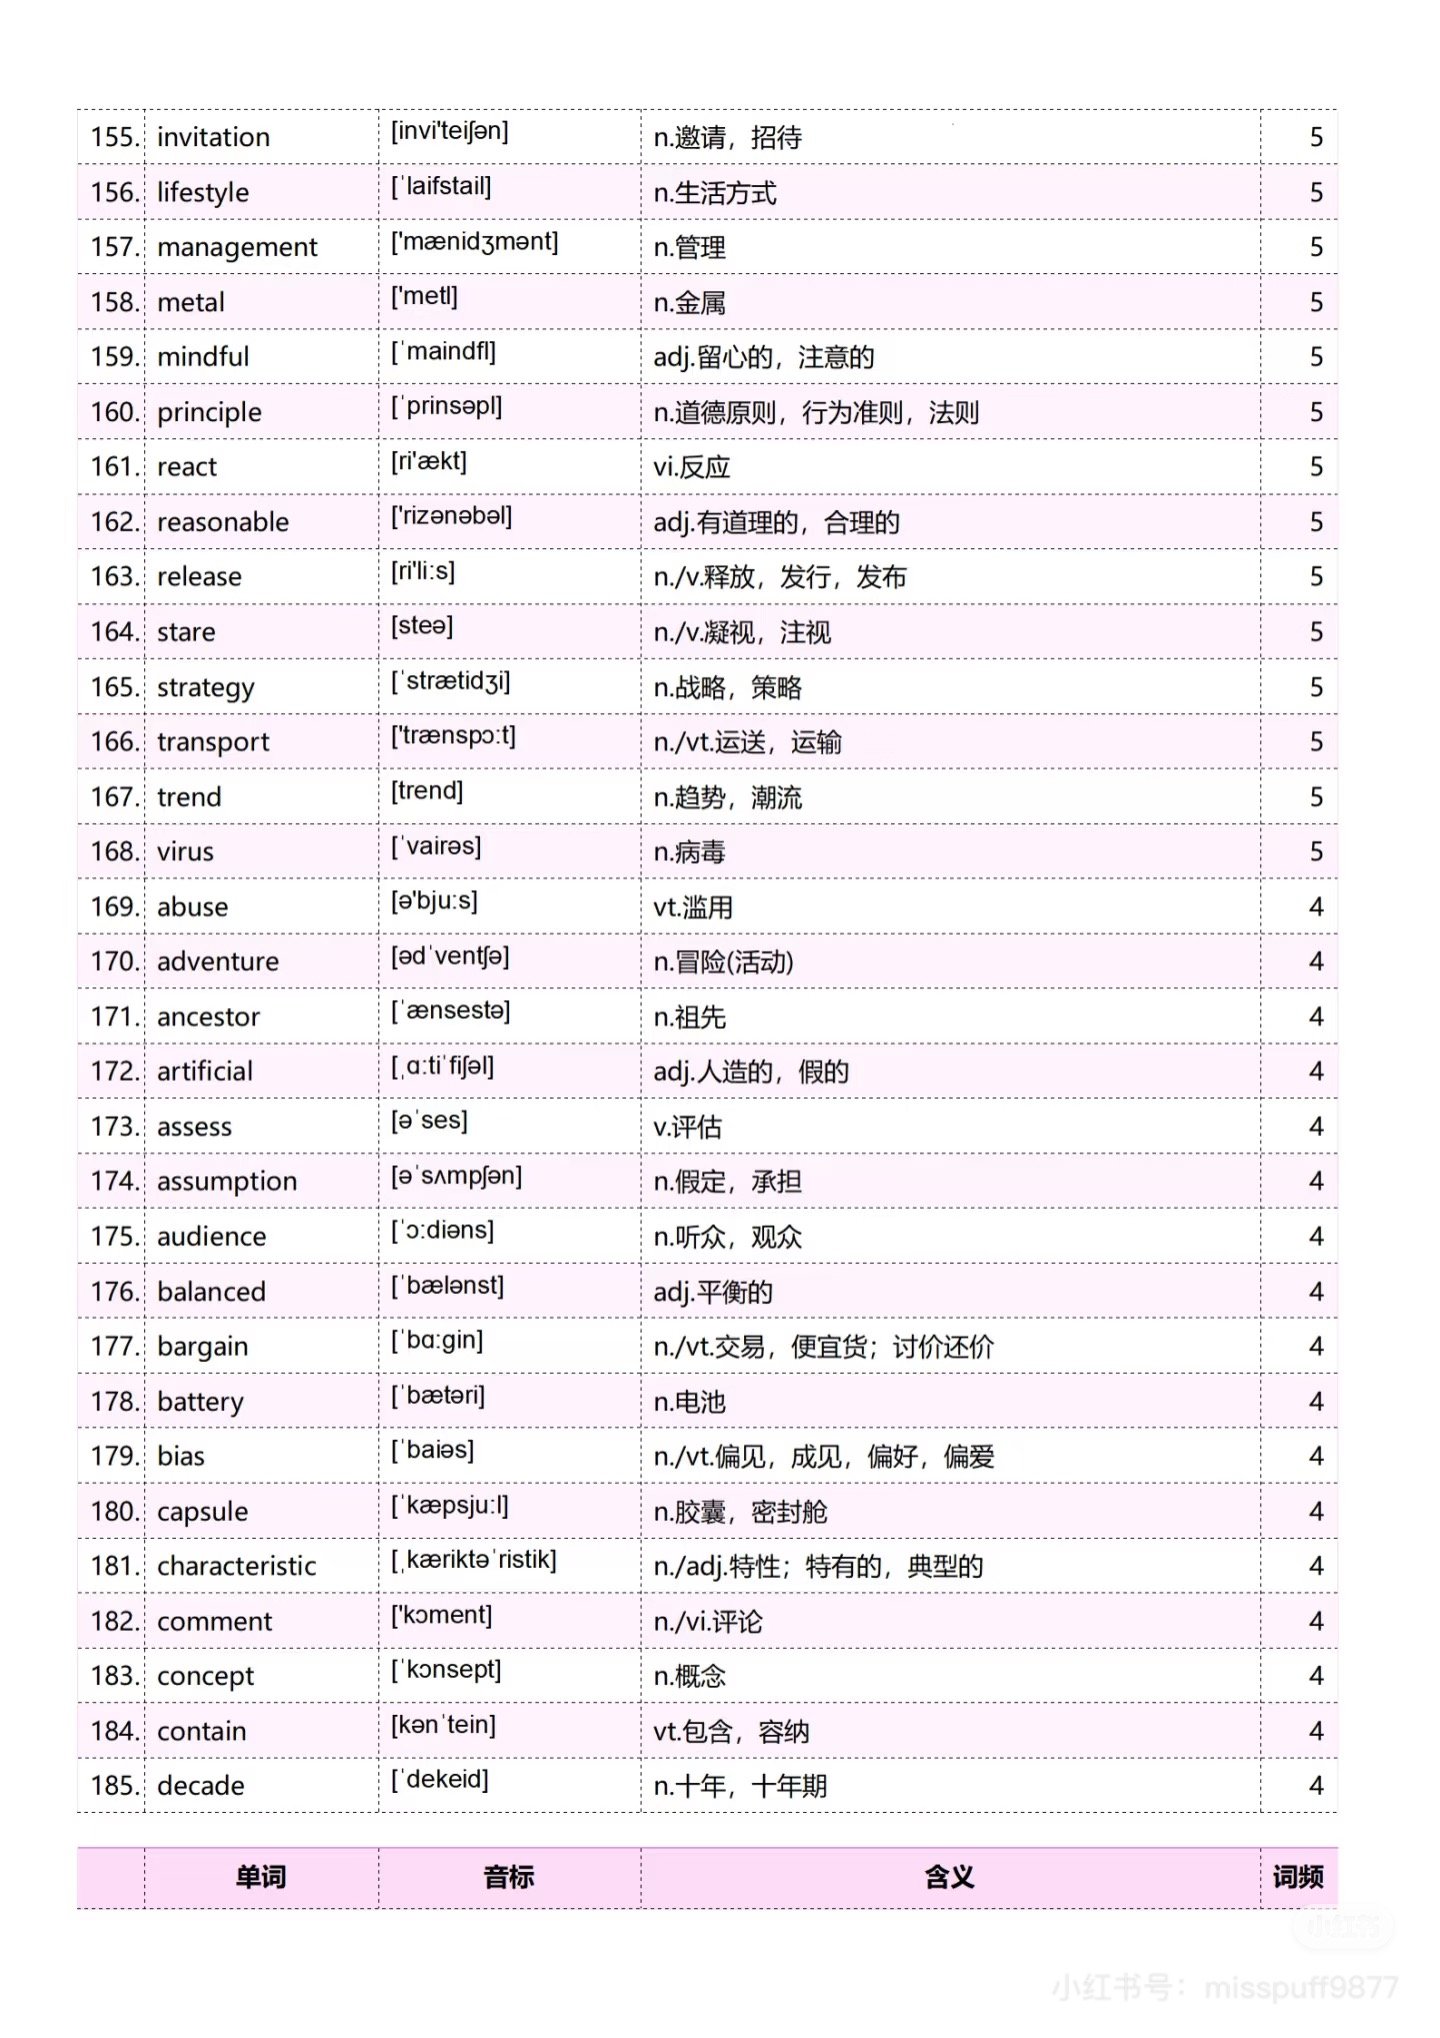 155. invitation [invi'teiʃən] n.邀请，招待 5
156. lifestyle [ˈlaifstail] n.生活方式 5
157. management ['mænidʒmənt] n.管理 5
158. metal ['metl] n.金属 5
159. mindful [ˈmaindfl] adj.留心的，注意的 5
160. principle [ˈprinsəpl] n.道德原则，行为准则，法则 5
161. react [ri'ækt] vi.反应 5
162. reasonable ['rizənəbəl] adj.有道理的，合理的 5
163. release [ri'li:s] n./v.释放，发行，发布 5
164. stare [steə] n./v.凝视，注视 5
165. strategy [ˈstrætidʒi] n.战略，策略 5
166. transport ['trænspɔ:t] n./vt.运送，运输 5
167. trend [trend] n.趋势，潮流 5
168. virus [ˈvairəs] n.病毒 5
169. abuse [ə'bju:s] vt.滥用 4
170. adventure [ədˈventʃə] n.冒险(活动) 4
171. ancestor [ˈænsestə] n.祖先 4
172. artificial [ˌɑ:tiˈfiʃəl] adj.人造的，假的 4
173. assess [əˈses] v.评估 4
174. assumption [əˈsʌmpʃən] n.假定，承担 4
175. audience [ˈɔ:diəns] n.听众，观众 4
176. balanced [ˈbælənst] adj.平衡的 4
177. bargain [ˈbɑ:gin] n./vt.交易，便宜货；讨价还价 4
178. battery [ˈbætəri] n.电池 4
179. bias [ˈbaiəs] n./vt.偏见，成见，偏好，偏爱 4
180. capsule [ˈkæpsju:l] n.胶囊，密封舱 4
181. characteristic [ˌkæriktəˈristik] n./adj.特性；特有的，典型的 4
182. comment ['kɔment] n./vi.评论 4
183. concept [ˈkɔnsept] n.概念 4
184. contain [kənˈtein] vt.包含，容纳 4
185. decade [ˈdekeid] n.十年，十年期 4
单词 音标 含义 词频
小红书
小红书号：misspuff9877